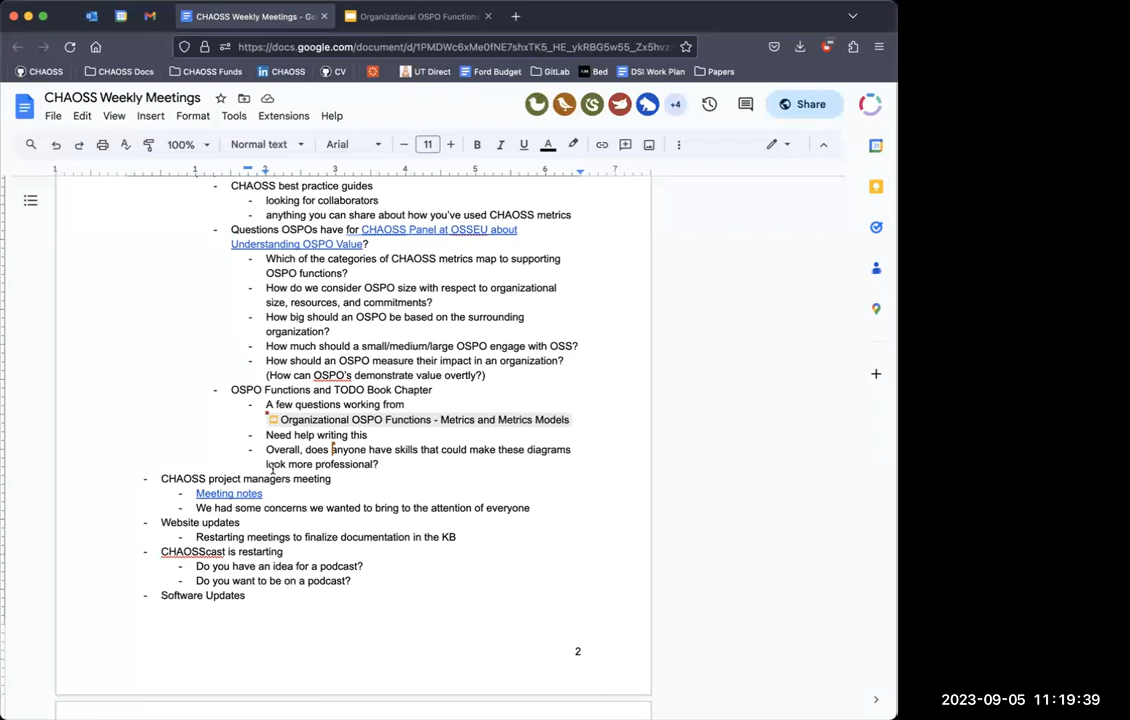 CHAOSS Weekly Meetings - Go
Organizational OSPO Functions
https://docs.google.com/document/d/1PMDWc6xMe0fNE7shxTK5_HE_ykRBG5w55_Zx5hvz
CHAOSS
CHAOSS Docs
CHAOSS Funds
CHAOSS
CV
UT Direct
Ford Budget
GitLab
Bed
DSI Work Plan
Papers
CHAOSS Weekly Meetings
File Edit View Insert Format Tools Extensions Help
+4
Share
100%
Normal text
Arial
11
1 1 2 3 4 5 6 7
- CHAOSS best practice guides
- looking for collaborators
- anything you can share about how you've used CHAOSS metrics
- Questions OSPOs have for CHAOSS Panel at OSSEU about
Understanding OSPO Value?
- Which of the categories of CHAOSS metrics map to supporting
OSPO functions?
- How do we consider OSPO size with respect to organizational
size, resources, and commitments?
- How big should an OSPO be based on the surrounding
organization?
- How much should a small/medium/large OSPO engage with OSS?
- How should an OSPO measure their impact in an organization?
(How can OSPO's demonstrate value overtly?)
- OSPO Functions and TODO Book Chapter
- A few questions working from
Organizational OSPO Functions - Metrics and Metrics Models
- Need help writing this
- Overall, does anyone have skills that could make these diagrams
look more professional?
- CHAOSS project managers meeting
- Meeting notes
- We had some concerns we wanted to bring to the attention of everyone
- Website updates
- Restarting meetings to finalize documentation in the KB
- CHAOSScast is restarting
- Do you have an idea for a podcast?
- Do you want to be on a podcast?
- Software Updates
2
2023-09-05 11:19:39